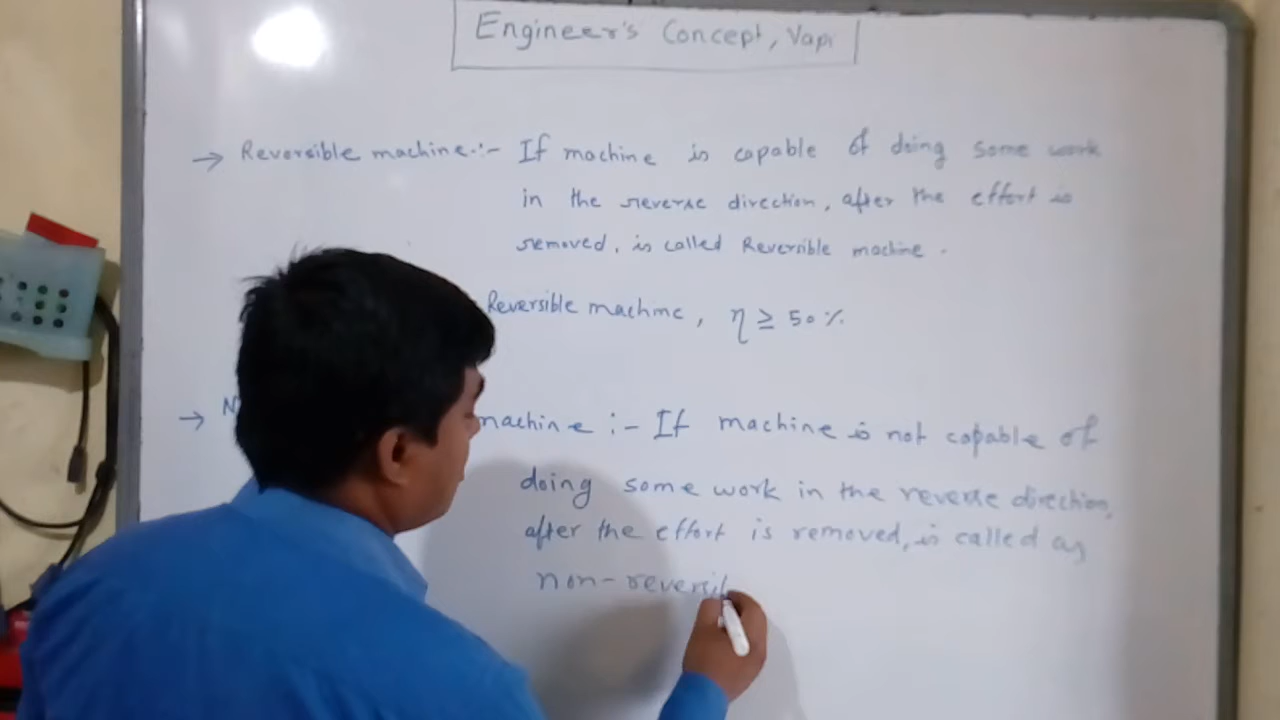 Engineer's Concept, Vapi
→ Reversible machine :- If machine is capable of doing some work
in the reverse direction, after the effort is
removed, is called Reversible machine.
Reversible machine, η ≥ 50%
→ N machine :- If machine is not capable of
doing some work in the reverse direction,
after the effort is removed, is called as
non-reversib